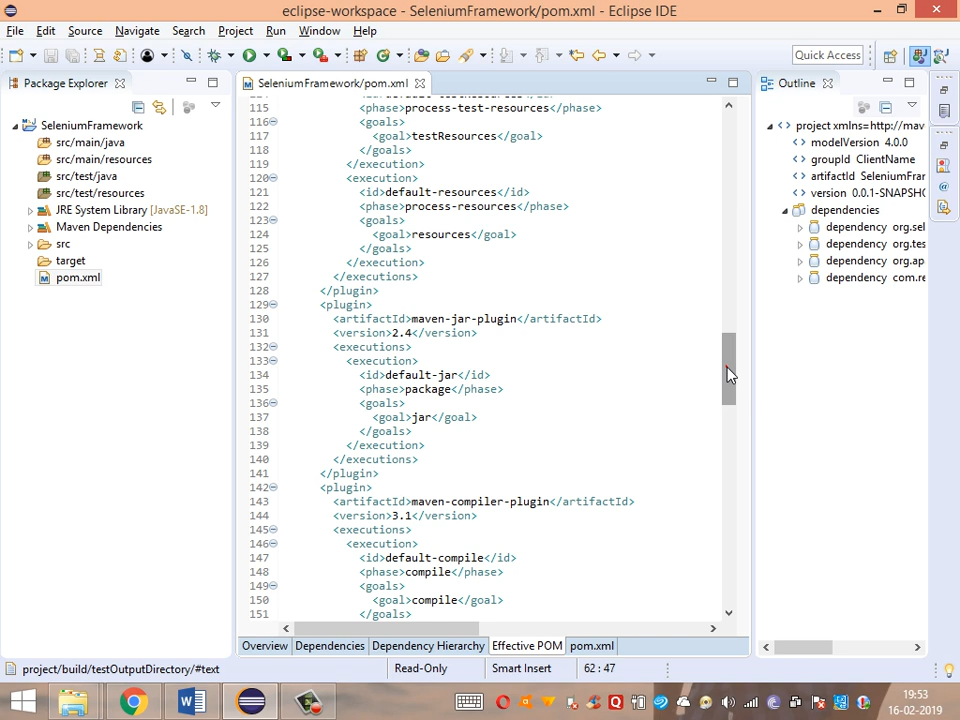 eclipse-workspace - SeleniumFramework/pom.xml - Eclipse IDE
File Edit Source Navigate Search Project Run Window Help
Quick Access
Package Explorer
SeleniumFramework/pom.xml
Outline
SeleniumFramework
src/main/java
src/main/resources
src/test/java
src/test/resources
JRE System Library [JavaSE-1.8]
Maven Dependencies
src
target
pom.xml
115 <phase>process-test-resources</phase>
116 <goals>
117 <goal>testResources</goal>
118 </goals>
119 </execution>
120 <execution>
121 <id>default-resources</id>
122 <phase>process-resources</phase>
123 <goals>
124 <goal>resources</goal>
125 </goals>
126 </execution>
127 </executions>
128 </plugin>
129 <plugin>
130 <artifactId>maven-jar-plugin</artifactId>
131 <version>2.4</version>
132 <executions>
133 <execution>
134 <id>default-jar</id>
135 <phase>package</phase>
136 <goals>
137 <goal>jar</goal>
138 </goals>
139 </execution>
140 </executions>
141 </plugin>
142 <plugin>
143 <artifactId>maven-compiler-plugin</artifactId>
144 <version>3.1</version>
145 <executions>
146 <execution>
147 <id>default-compile</id>
148 <phase>compile</phase>
149 <goals>
150 <goal>compile</goal>
151 </goals>
project xmlns=http://mav
modelVersion 4.0.0
groupId ClientName
artifactId SeleniumFra
version 0.0.1-SNAPSHO
dependencies
dependency org.sel
dependency org.tes
dependency org.ap
dependency com.re
Overview Dependencies Dependency Hierarchy Effective POM pom.xml
project/build/testOutputDirectory/#text
Read-Only
Smart Insert
62 : 47
19:53
16-02-2019